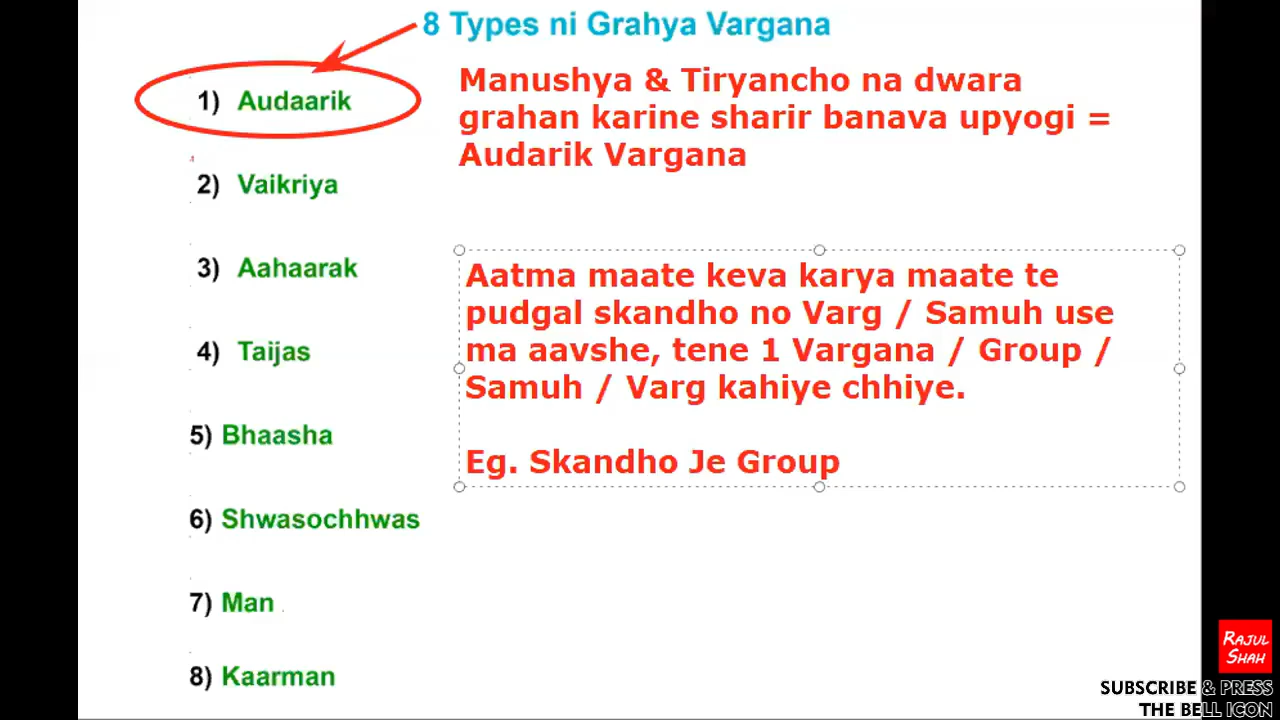 8 Types ni Grahya Vargana
1) Audaarik
Manushya & Tiryancho na dwara
grahan karine sharir banava upyogi =
Audarik Vargana
2) Vaikriya
3) Aahaarak
Aatma maate keva karya maate te
pudgal skandho no Varg / Samuh use
ma aavshe, tene 1 Vargana / Group /
Samuh / Varg kahiye chhiye.
Eg. Skandho Je Group
4) Taijas
5) Bhaasha
6) Shwasochhwas
7) Man
8) Kaarman
RAJUL
SHAH
SUBSCRIBE & PRESS
THE BELL ICON